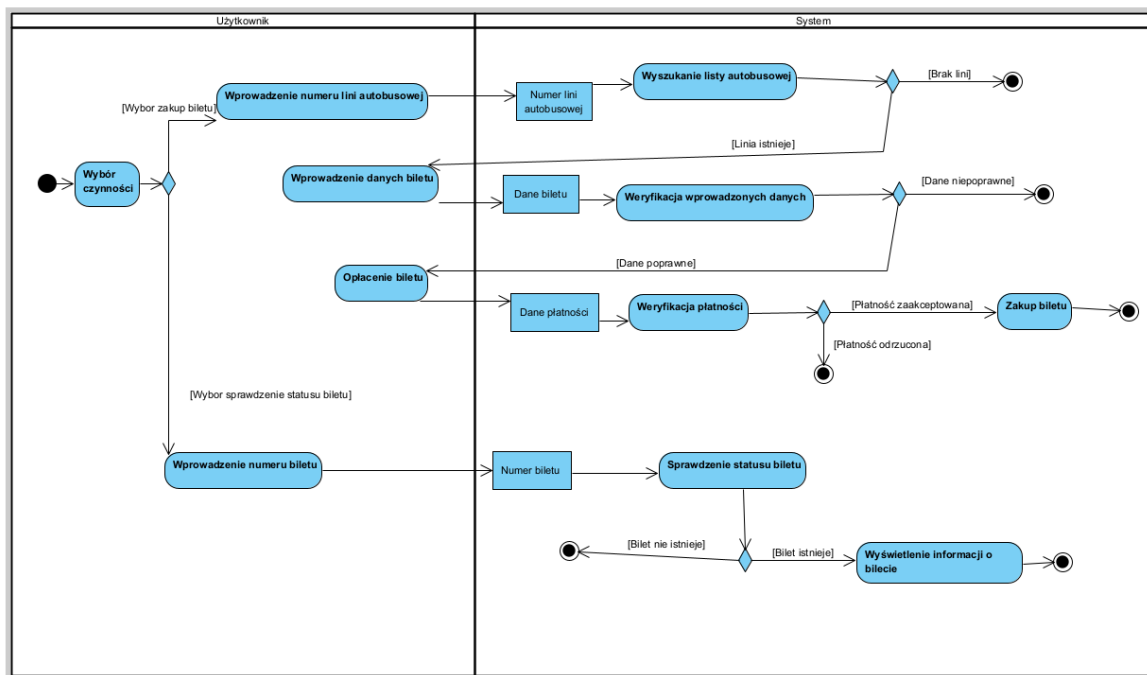 Użytkownik
System
Wyszukanie listy autobusowej
[Brak lini]
Wprowadzenie numeru lini autobusowej
Numer lini
autobusowej
[Wybor zakup biletu]
[Linia istnieje]
Wybór
czynności
Wprowadzenie danych biletu
Dane biletu
Weryfikacja wprowadzonych danych
[Dane niepoprawne]
[Dane poprawne]
Opłacenie biletu
Dane płatności
Weryfikacja płatności
[Płatność zaakceptowana]
Zakup biletu
[Płatność odrzucona]
[Wybor sprawdzenie statusu biletu]
Wprowadzenie numeru biletu
Numer biletu
Sprawdzenie statusu biletu
[Bilet nie istnieje]
[Bilet istnieje]
Wyświetlenie informacji o
bilecie